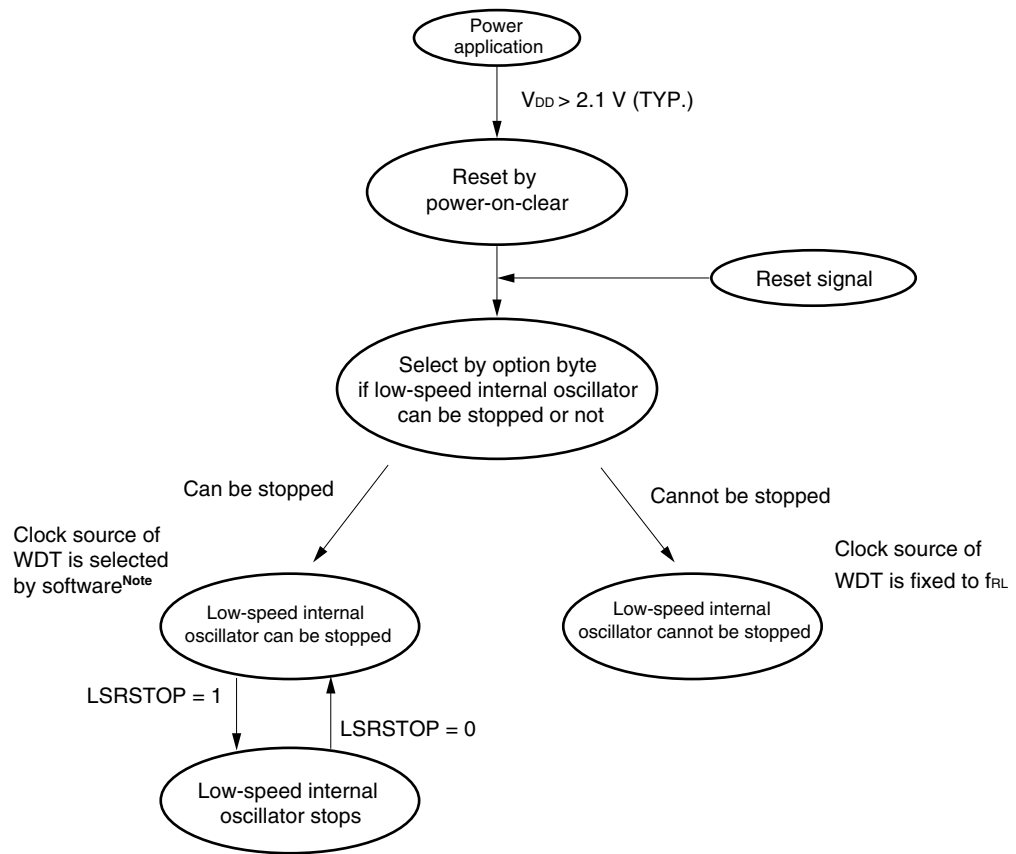 Power
application
VDD > 2.1 V (TYP.)
Reset by
power-on-clear
Reset signal
Select by option byte
if low-speed internal oscillator
can be stopped or not
Can be stopped
Cannot be stopped
Clock source of
WDT is selected
by softwareNote
Clock source of
WDT is fixed to fRL
Low-speed internal
oscillator can be stopped
Low-speed internal
oscillator cannot be stopped
LSRSTOP = 1
LSRSTOP = 0
Low-speed internal
oscillator stops